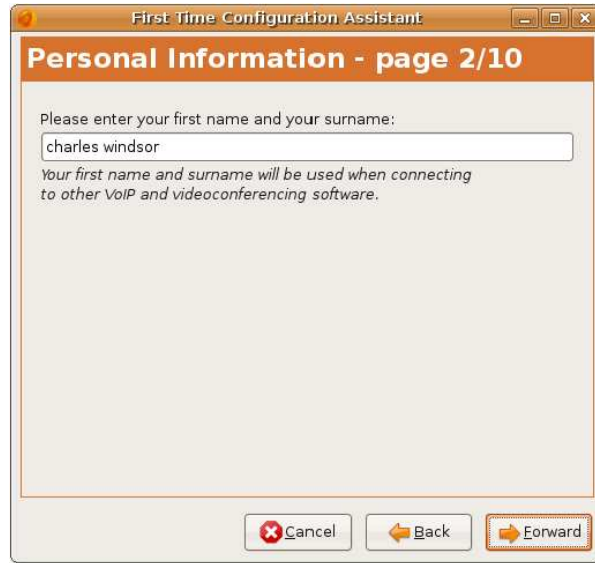 First Time Configuration Assistant
Personal Information - page 2/10
Please enter your first name and your surname:
charles windsor
Your first name and surname will be used when connecting
to other VoIP and videoconferencing software.
Cancel Back Forward